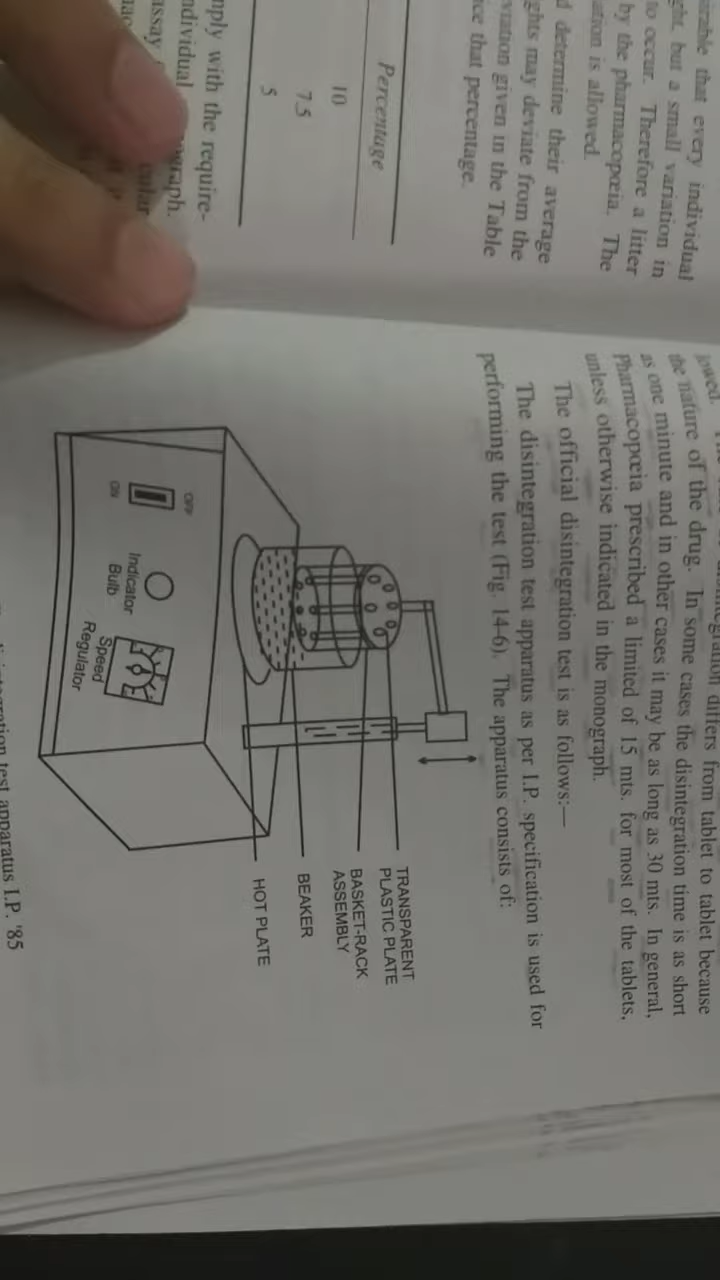 that every individual
but a small variation in
to occur. Therefore a litter
by the pharmacopœia. The
is allowed.
determine their average
may deviate from the
given in the Table
that percentage.
Percentage
10
7.5
5
with the require-
assay
differs from tablet to tablet because
the nature of the drug. In some cases the disintegration time is as short
as one minute and in other cases it may be as long as 30 mts. In general,
Pharmacopœia prescribed a limited of 15 mts. for most of the tablets,
unless otherwise indicated in the monograph.
The official disintegration test is as follows:—
The disintegration test apparatus as per I.P. specification is used for
performing the test (Fig. 14-6). The apparatus consists of:
TRANSPARENT
PLASTIC PLATE
BASKET-RACK
ASSEMBLY
BEAKER
HOT PLATE
OFF
ON
Indicator
Bulb
Speed
Regulator
test apparatus I.P. '85